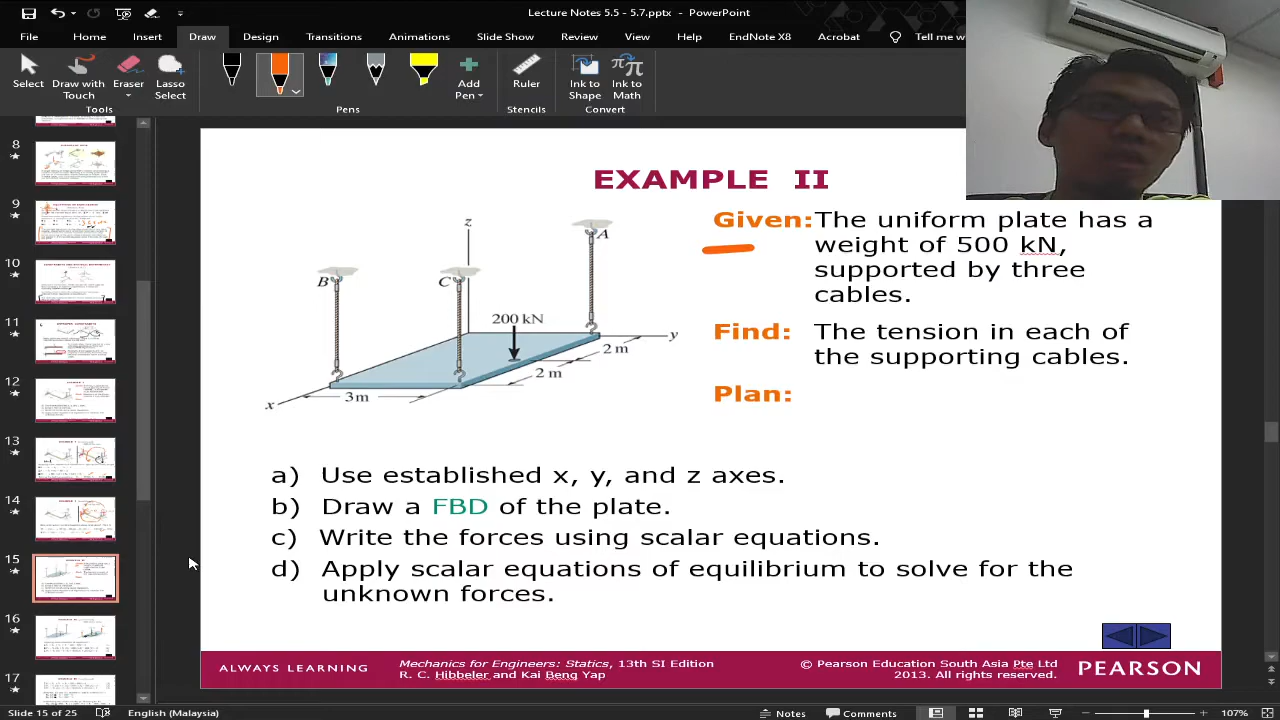 Lecture Notes 5.5 - 5.7.pptx - PowerPoint
File Home Insert Draw Design Transitions Animations Slide Show Review View Help EndNote X8 Acrobat Tell me w
Select Draw with Touch Eraser Lasso Select Add Pen Ruler Ink to Shape Ink to Math
Tools Pens Stencils Convert
8
10
11
12
13
14
15
16
EXAMPLE II
Given: The uniform plate has a
weight of 500 kN,
supported by three
cables.
Find: The tension in each of
the supporting cables.
Plan:
z
A
B
C
200 kN
y
2 m
2 m
3 m
x
a) Use established x, y, and z axes.
b) Draw a FBD of the plate.
c) Write the forces using scalar equations.
d) Apply scalar equations of equilibrium to solve for the
unknown forces.
ALWAYS LEARNING
Mechanics for Engineers: Statics, 13th SI Edition
R. C. Hibbeler and Kai Beng Yap
© Pearson Education South Asia Pte Ltd
2013. All rights reserved.
PEARSON
Slide 15 of 25 English (Malaysia) Notes Comments 107%